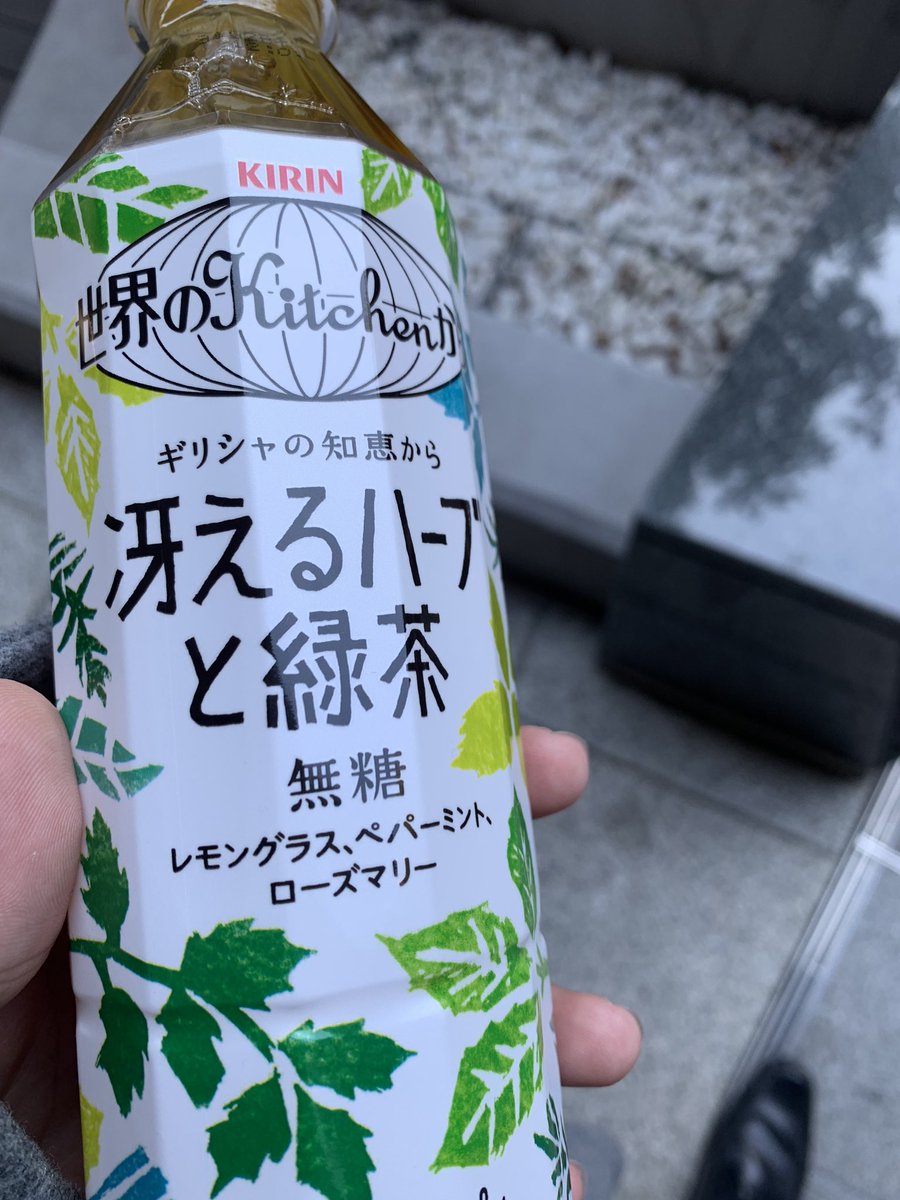 KIRIN
世界のKitchenか
ギリシャの知恵から
冴えるハーブ
と緑茶
無糖
レモングラス、ペパーミント、
ローズマリー